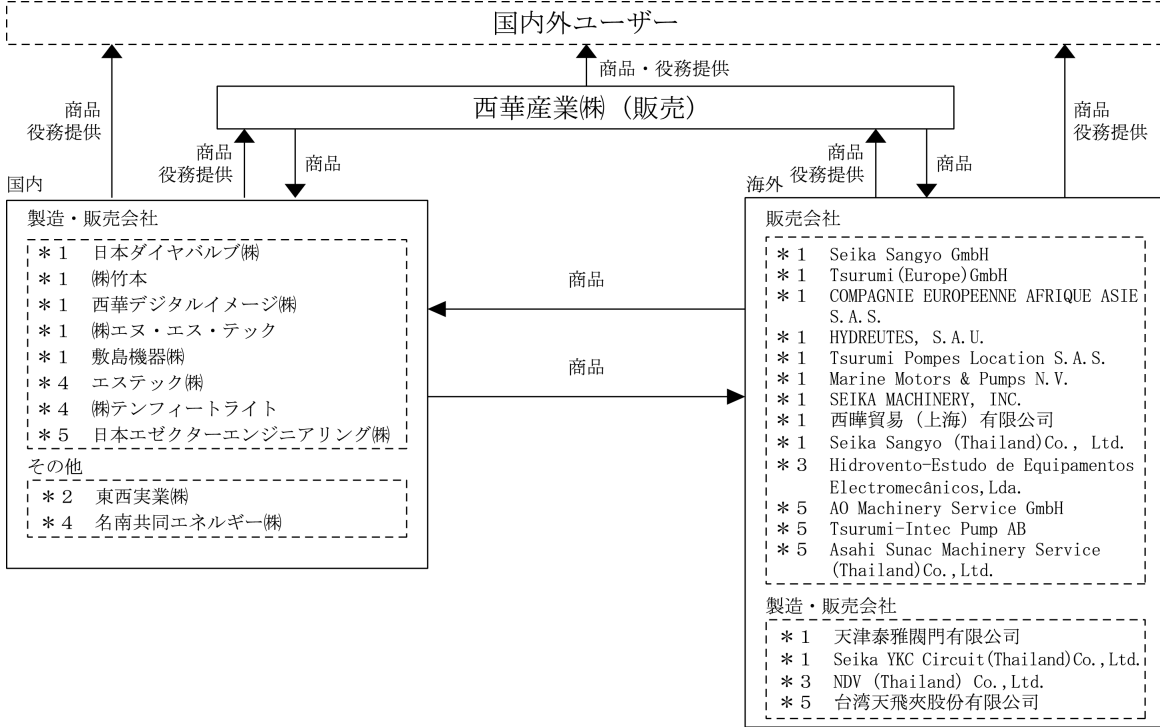 国内外ユーザー
商品・役務提供
商品
役務提供
商品
役務提供
西華産業㈱（販売）
商品
役務提供
商品
商品
役務提供
商品
国内
製造・販売会社
＊１ 日本ダイヤバルブ㈱
＊１ ㈱竹本
＊１ 西華デジタルイメージ㈱
＊１ ㈱エヌ・エス・テック
＊１ 敷島機器㈱
＊４ エステック㈱
＊４ ㈱テンフィートライト
＊５ 日本エゼクターエンジニアリング㈱
その他
＊２ 東西実業㈱
＊４ 名南共同エネルギー㈱
商品
商品
海外
販売会社
＊１ Seika Sangyo GmbH
＊１ Tsurumi(Europe)GmbH
＊１ COMPAGNIE EUROPEENNE AFRIQUE ASIE
S.A.S.
＊１ HYDREUTES, S.A.U.
＊１ Tsurumi Pompes Location S.A.S.
＊１ Marine Motors & Pumps N.V.
＊１ SEIKA MACHINERY, INC.
＊１ 西曄貿易（上海）有限公司
＊１ Seika Sangyo (Thailand)Co., Ltd.
＊３ Hidrovento-Estudo de Equipamentos
Electromecânicos,Lda.
＊５ AO Machinery Service GmbH
＊５ Tsurumi-Intec Pump AB
＊５ Asahi Sunac Machinery Service
(Thailand)Co.,Ltd.
製造・販売会社
＊１ 天津泰雅閥門有限公司
＊１ Seika YKC Circuit(Thailand)Co.,Ltd.
＊３ NDV (Thailand) Co.,Ltd.
＊５ 台湾天飛夾股份有限公司